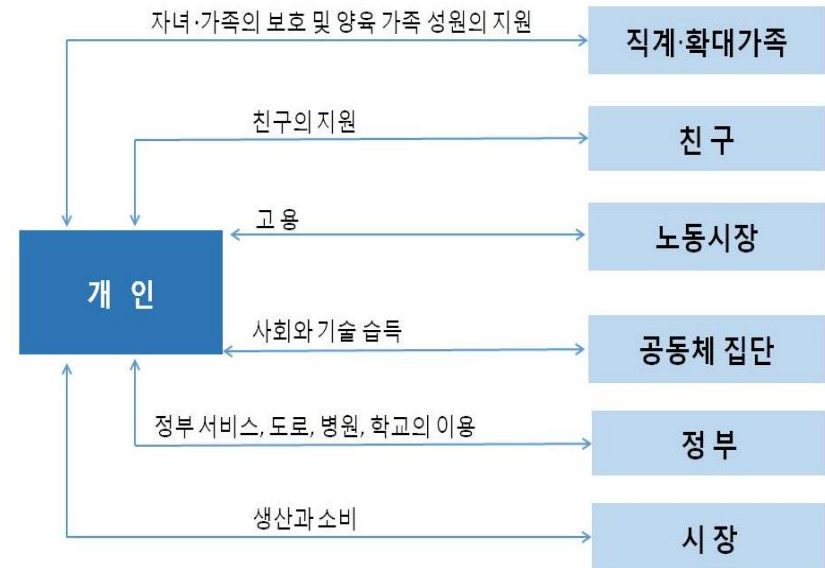 자녀·가족의 보호 및 양육 가족 성원의 지원
직계·확대가족
친구의 지원
친 구
고 용
노동시장
개 인
사회와 기술 습득
공동체 집단
정부 서비스, 도로, 병원, 학교의 이용
정 부
생산과 소비
시 장